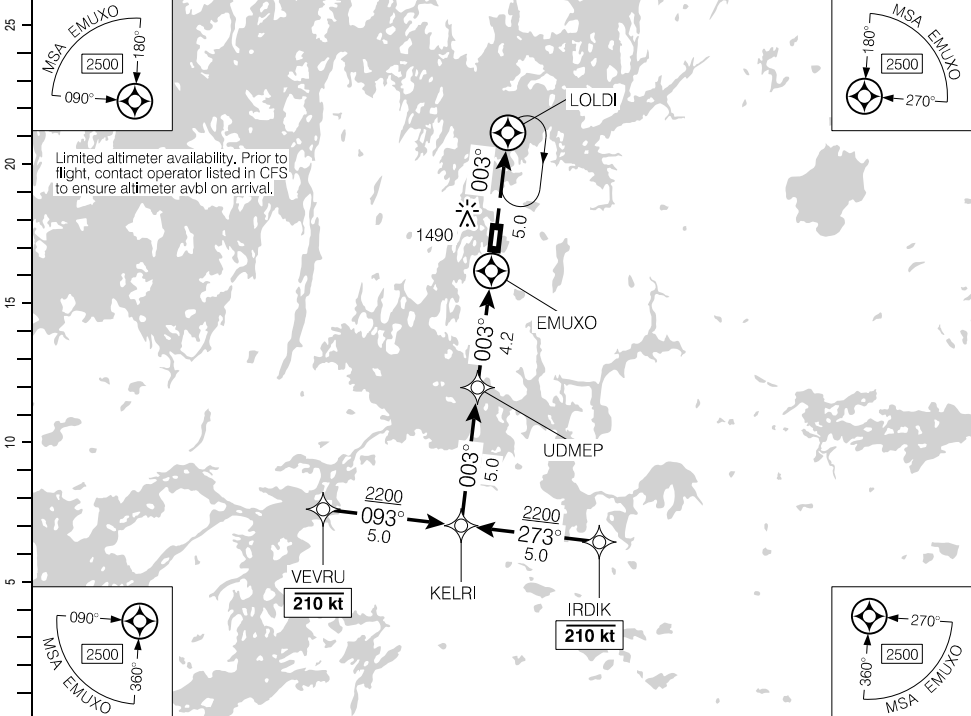 25
20
15
10
5
MSA EMUXO
2500
180°
090°
MSA EMUXO
180°
2500
270°
Limited altimeter availability. Prior to
flight, contact operator listed in CFS
to ensure altimeter avbl on arrival.
LOLDI
003°
5.0
1490
EMUXO
003°
4.2
UDMEP
003°
5.0
2200
093°
5.0
2200
273°
5.0
VEVRU
210 kt
KELRI
IRDIK
210 kt
090°
2500
360°
MSA EMUXO
270°
2500
360°
MSA EMUXO